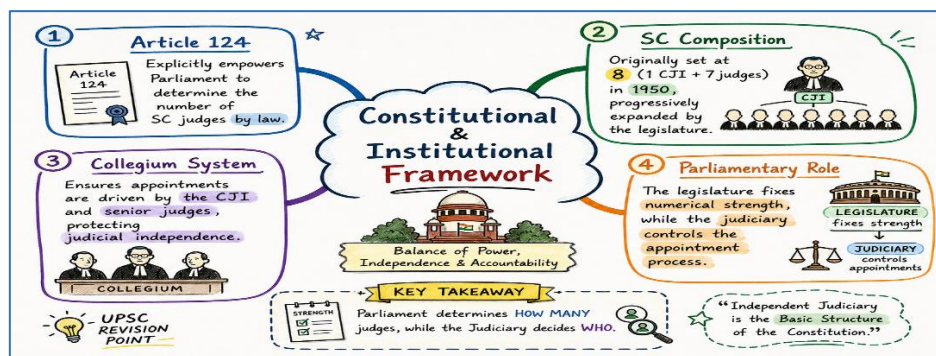 1 Article 124
Article
124
Explicitly empowers
Parliament to
determine the
number of
SC judges by law.
2 SC Composition
Originally set at
8 (1 CJI + 7 judges)
in 1950,
progressively
expanded by
the legislature.
CJI
Constitutional
&
Institutional
Framework
Balance of Power,
Independence & Accountability
3 Collegium System
Ensures appointments
are driven by the CJI
and senior judges,
protecting
judicial independence.
COLLEGIUM
4 Parliamentary Role
The legislature fixes
numerical strength,
while the judiciary
controls the
appointment
process.
LEGISLATURE
fixes strength
JUDICIARY
controls
appointments
UPSC
REVISION
POINT
KEY TAKEAWAY
STRENGTH
Parliament determines HOW MANY
judges, while the Judiciary decides WHO.
"Independent Judiciary
is the Basic Structure
of the Constitution."